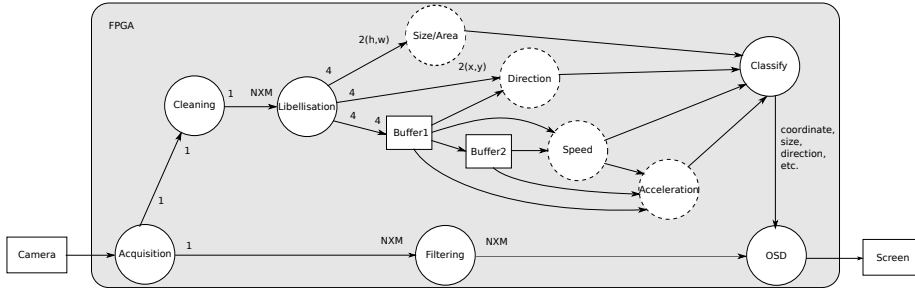 FPGA
Size/Area
2(h,w)
Classify
4
2(x,y)
Direction
1
NXM
4
Cleaning
Libellisation
4
4
Buffer1
coordinate,
size,
direction,
etc.
1
Buffer2
Speed
Acceleration
1
1
NXM
NXM
Camera
Acquisition
Filtering
OSD
Screen